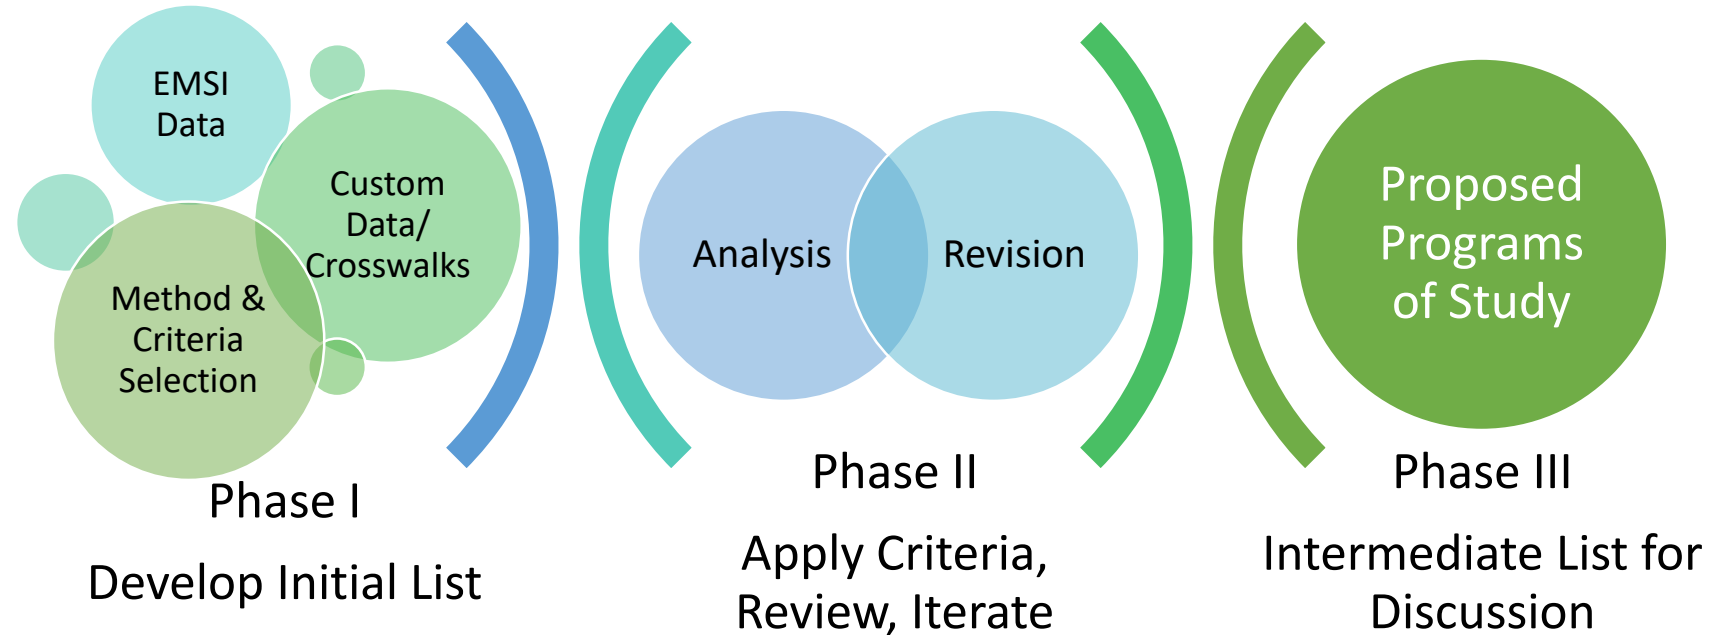 EMSI
Data
Custom
Data/
Crosswalks
Method &
Criteria
Selection
Phase I
Develop Initial List
Analysis
Revision
Phase II
Apply Criteria,
Review, Iterate
Proposed
Programs
of Study
Phase III
Intermediate List for
Discussion